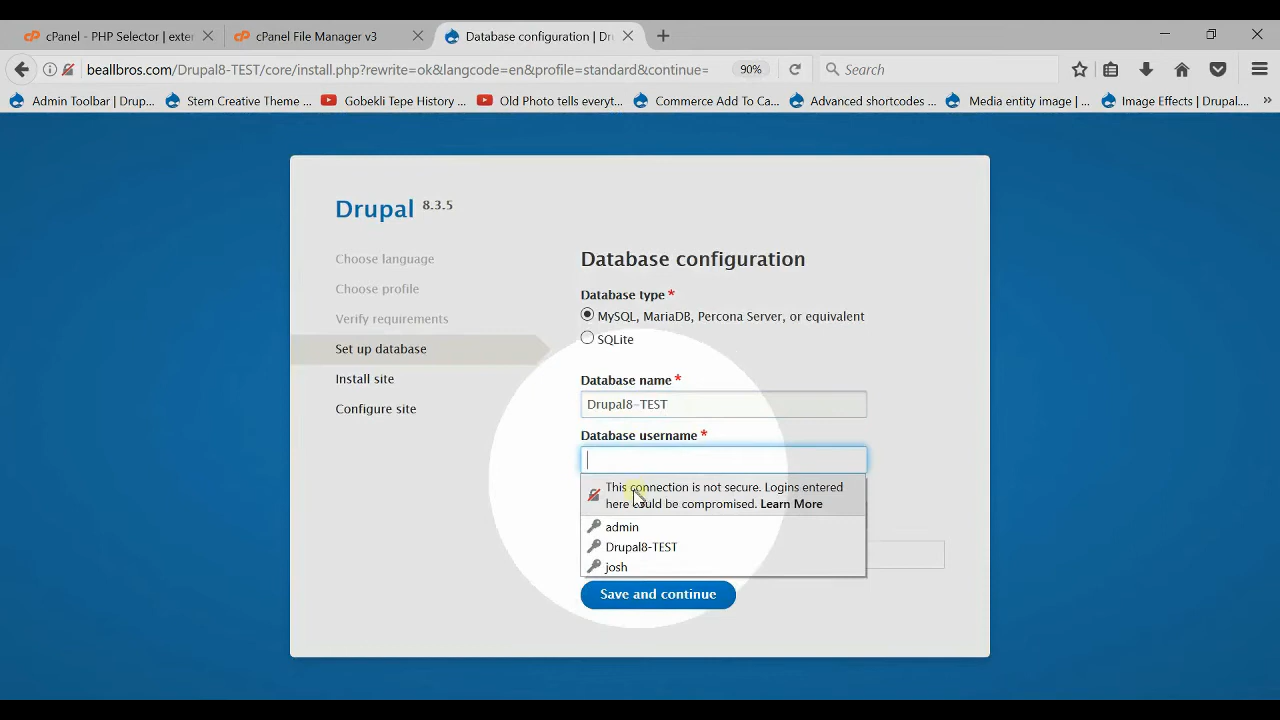 cPanel - PHP Selector | exter
cPanel File Manager v3
Database configuration | Dru
beallbros.com/Drupal8-TEST/core/install.php?rewrite=ok&langcode=en&profile=standard&continue=
90%
Search
Admin Toolbar | Drup...
Stem Creative Theme ...
Gobekli Tepe History ...
Old Photo tells everyt...
Commerce Add To Ca...
Advanced shortcodes ...
Media entity image | ...
Image Effects | Drupal....
Drupal 8.3.5
Choose language
Choose profile
Verify requirements
Set up database
Install site
Configure site
Database configuration
Database type *
MySQL, MariaDB, Percona Server, or equivalent
SQLite
Database name *
Drupal8-TEST
Database username *
This connection is not secure. Logins entered
here could be compromised. Learn More
admin
Drupal8-TEST
josh
Save and continue